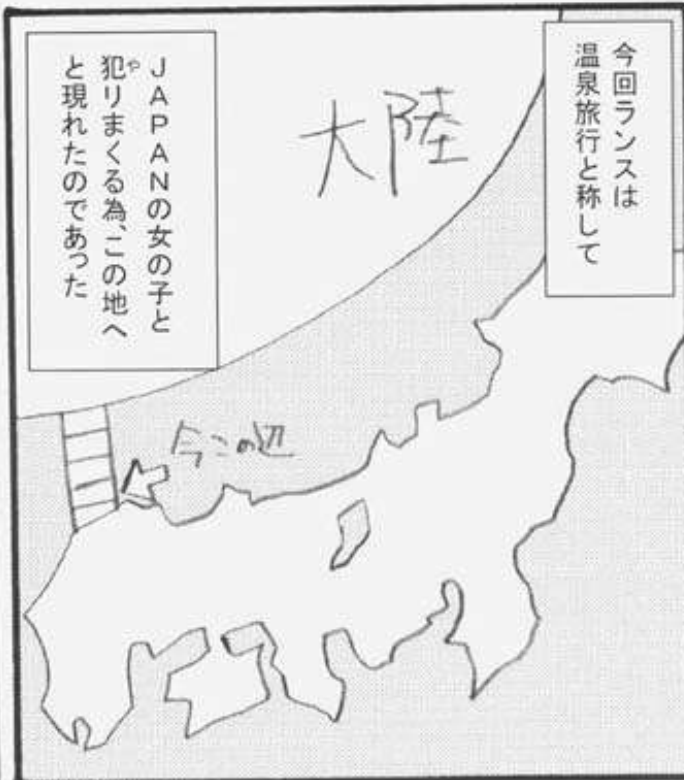 今回ランスは
温泉旅行と称して
大陸
JAPANの女の子と
犯りまくる為、この地へ
と現れたのであった
今この辺